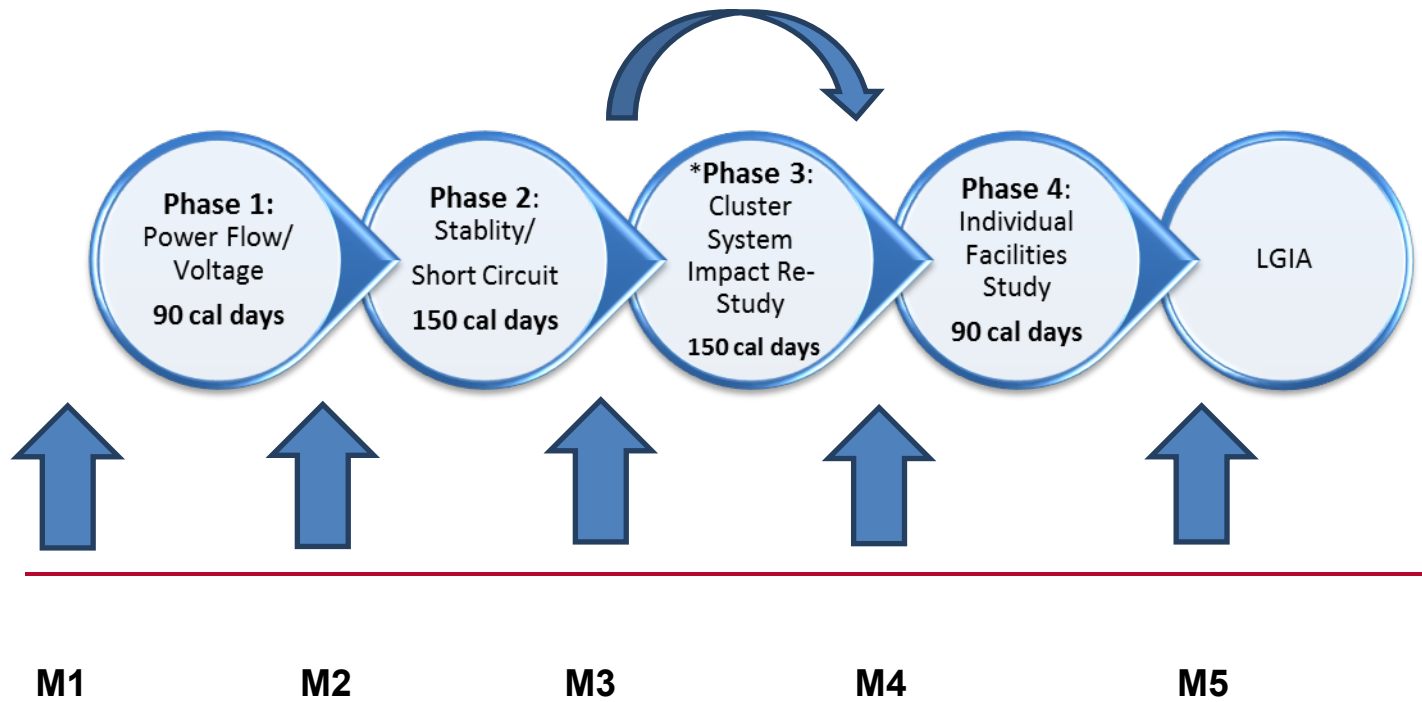 Phase 1:
Power Flow/
Voltage
90 cal days
Phase 2:
Stablity/
Short Circuit
150 cal days
*Phase 3:
Cluster
System
Impact Re-
Study
150 cal days
Phase 4:
Individual
Facilities
Study
90 cal days
LGIA
M1
M2
M3
M4
M5